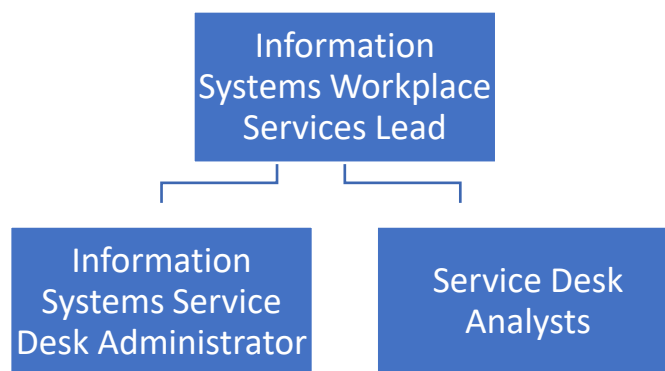 Information
Systems Workplace
Services Lead
Information
Systems Service
Desk Administrator
Service Desk
Analysts